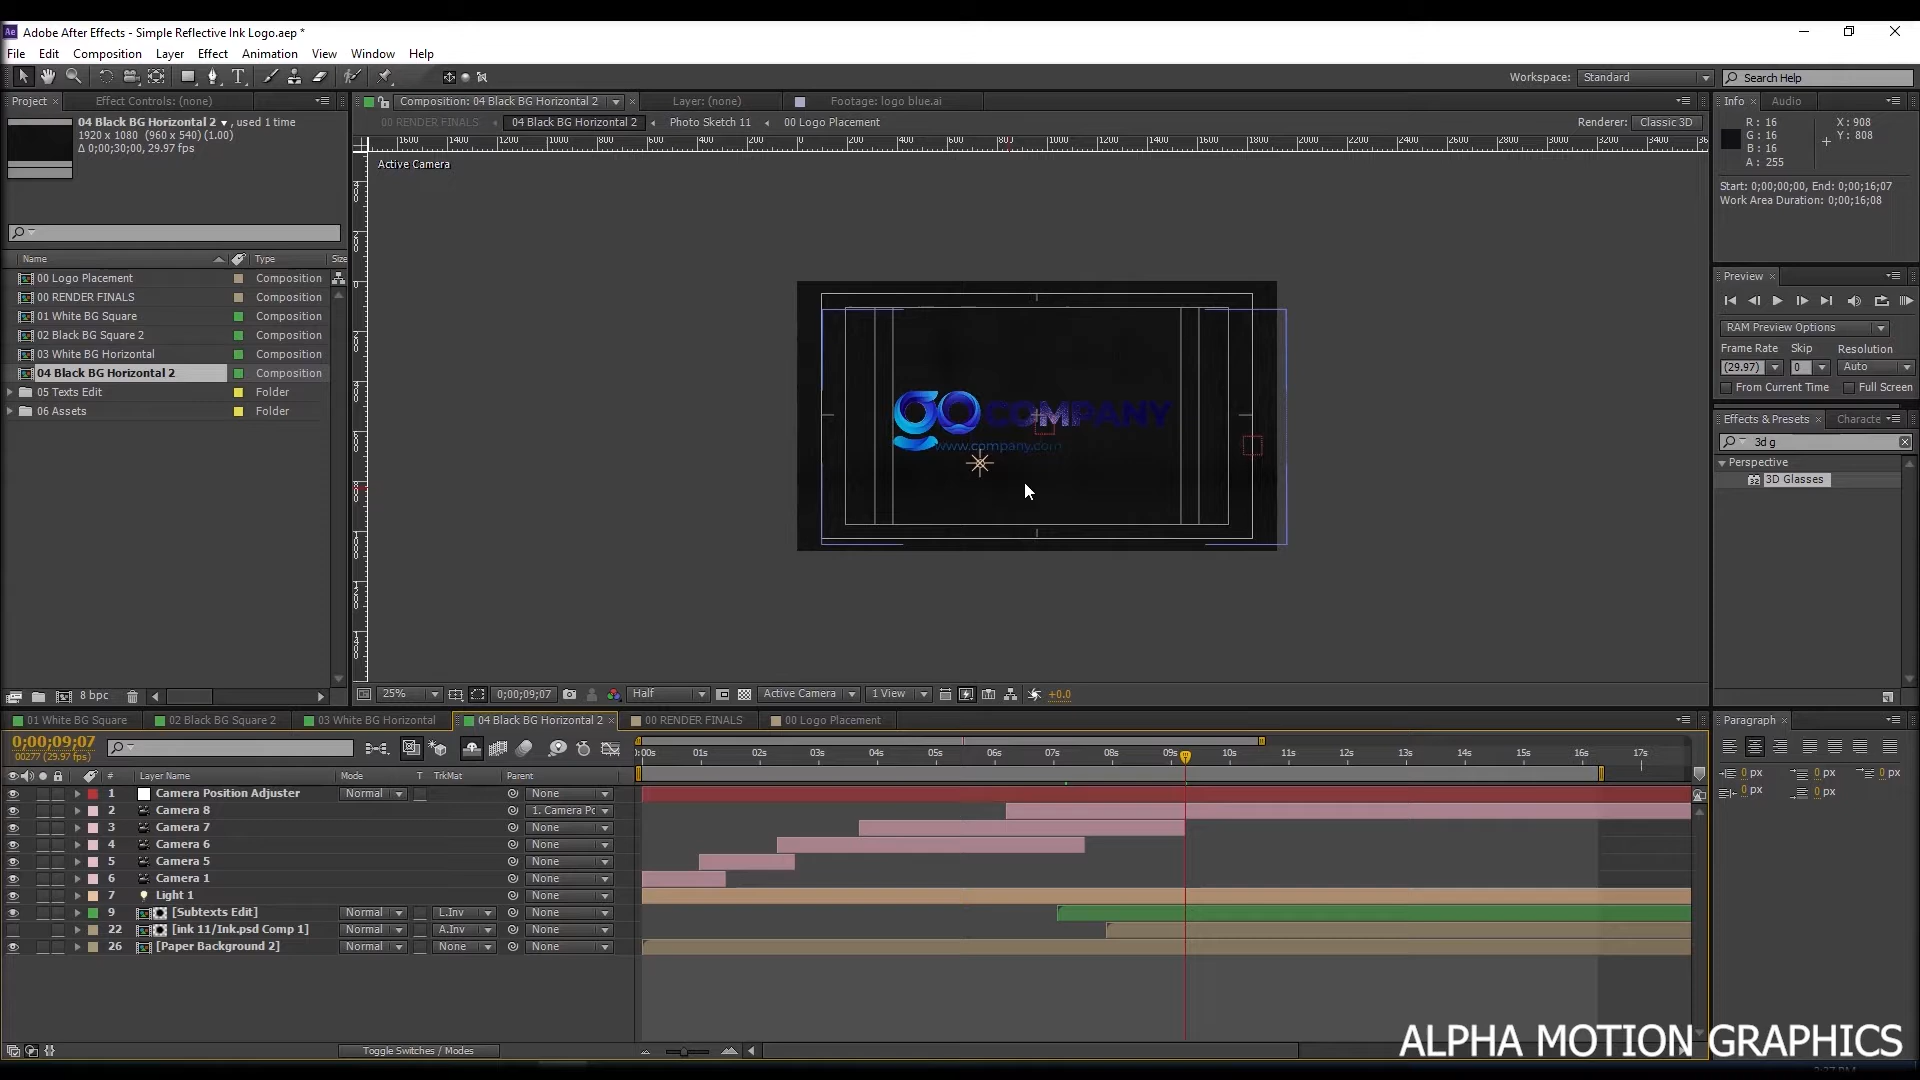 Adobe After Effects - Simple Reflective Ink Logo.aep *
File Edit Composition Layer Effect Animation View Window Help
Workspace: Standard Search Help
Project Effect Controls: (none)
Composition: 04 Black BG Horizontal 2 Layer: (none) Footage: logo blue.ai
Info Audio
04 Black BG Horizontal 2 , used 1 time
1920 x 1080 (960 x 540) (1.00)
Δ 0;00;30;00, 29.97 fps
00 RENDER FINALS 04 Black BG Horizontal 2 Photo Sketch 11 00 Logo Placement
Renderer: Classic 3D
R: 16
G: 16
B: 16
A: 255
X: 908
Y: 808
Start: 0;00;00;00, End: 0;00;16;07
Work Area Duration: 0;00;16;08
Active Camera
Name Type Size
00 Logo Placement Composition
00 RENDER FINALS Composition
01 White BG Square Composition
02 Black BG Square 2 Composition
03 White BG Horizontal Composition
04 Black BG Horizontal 2 Composition
05 Texts Edit Folder
06 Assets Folder
go COMPANY
www.company.com
Preview
RAM Preview Options
Frame Rate Skip Resolution
(29.97) 0 Auto
From Current Time Full Screen
Effects & Presets Characte
3d g
Perspective
3D Glasses
8 bpc
25% 0;00;09;07 Half Active Camera 1 View +0.0
01 White BG Square 02 Black BG Square 2 03 White BG Horizontal 04 Black BG Horizontal 2 00 RENDER FINALS 00 Logo Placement
Paragraph
0;00;09;07
00277 (29.97 fps)
0:00s 01s 02s 03s 04s 05s 06s 07s 08s 09s 10s 11s 12s 13s 14s 15s 16s 17s
# Layer Name Mode T TrkMat Parent
1 Camera Position Adjuster Normal None
2 Camera 8 1. Camera Pc
3 Camera 7 None
4 Camera 6 None
5 Camera 5 None
6 Camera 1 None
7 Light 1 None
9 [Subtexts Edit] Normal L.Inv None
22 [ink 11/Ink.psd Comp 1] Normal A.Inv None
26 [Paper Background 2] Normal None None
0 px 0 px 0 px
0 px 0 px
Toggle Switches / Modes
ALPHA MOTION GRAPHICS